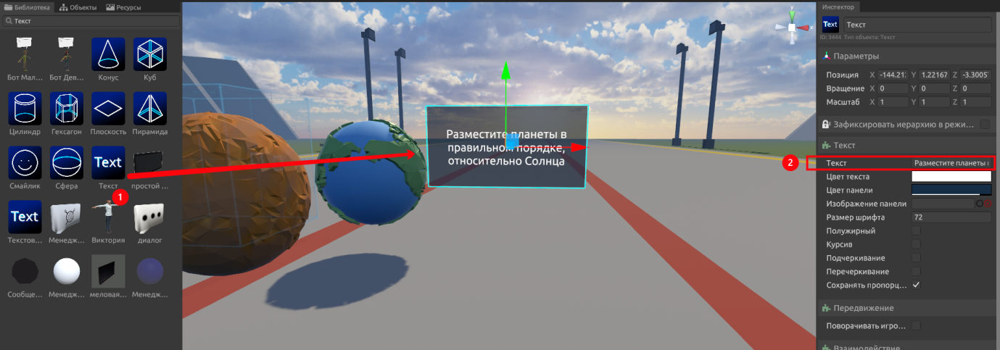 Библиотека
Объекты
Ресурсы
Текст
Бот Мал...
Бот Дев...
Конус
Куб
Цилиндр
Гексагон
Плоскость
Пирамида
Text
Смайлик
Сфера
Текст
простой ...
1
Text
Текстов...
Менедж...
Виктория
диалог
Сообще...
Менедж...
меловая...
Менедж...
y
x
Разместите планеты в
правильном порядке,
относительно Солнца
Инспектор
Text
Текст
ID: 3444 Тип объекта: Текст
Параметры
Позиция X -144.21 Y 1.22167 Z -3.3005
Вращение X 0 Y 0 Z 0
Масштаб X 1 Y 1 Z 1
Зафиксировать иерархию в режи...
Текст
2
Текст Разместите планеты
Цвет текста
Цвет панели
Изображение панели
Размер шрифта 72
Полужирный
Курсив
Подчеркивание
Перечеркивание
Сохранять пропорц...
Передвижение
Поворачивать игро...
Взаимодействие